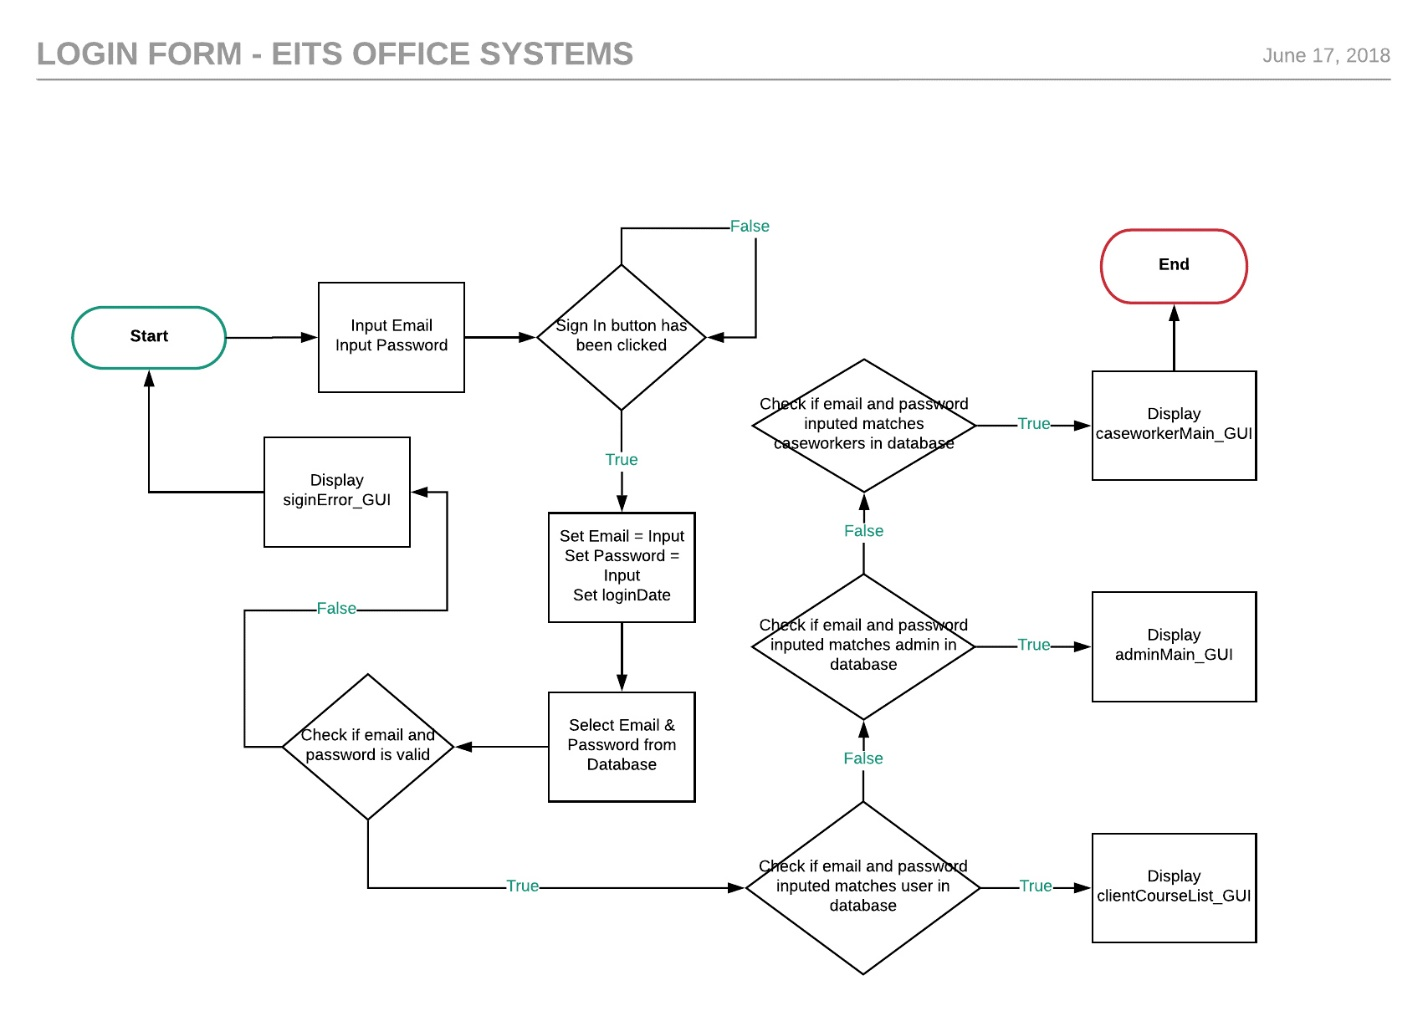 LOGIN FORM - EITS OFFICE SYSTEMS
June 17, 2018
False
End
Start
Input Email
Input Password
Sign In button has
been clicked
Check if email and password
inputed matches
caseworkers in database
True
Display
caseworkerMain_GUI
True
Display
siginError_GUI
False
Set Email = Input
Set Password =
Input
Set loginDate
False
Check if email and password
inputed matches admin in
database
True
Display
adminMain_GUI
Check if email and
password is valid
Select Email &
Password from
Database
False
True
Check if email and password
inputed matches user in
database
True
Display
clientCourseList_GUI